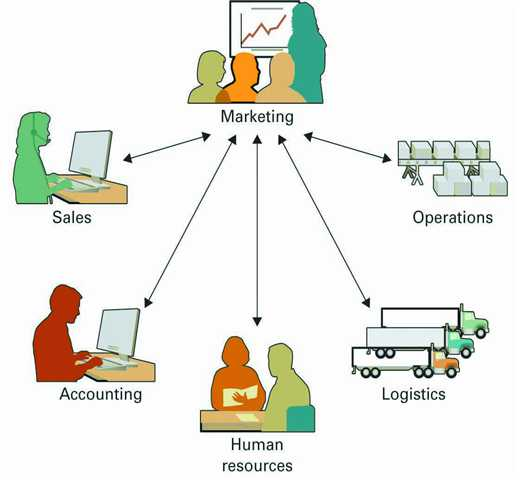 Marketing
Sales
Operations
Accounting
Logistics
Human
resources